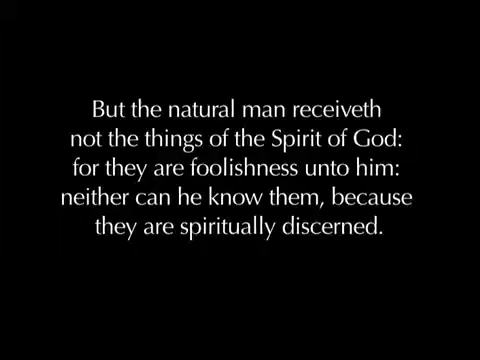 But the natural man receiveth
not the things of the Spirit of God:
for they are foolishness unto him:
neither can he know them, because
they are spiritually discerned.